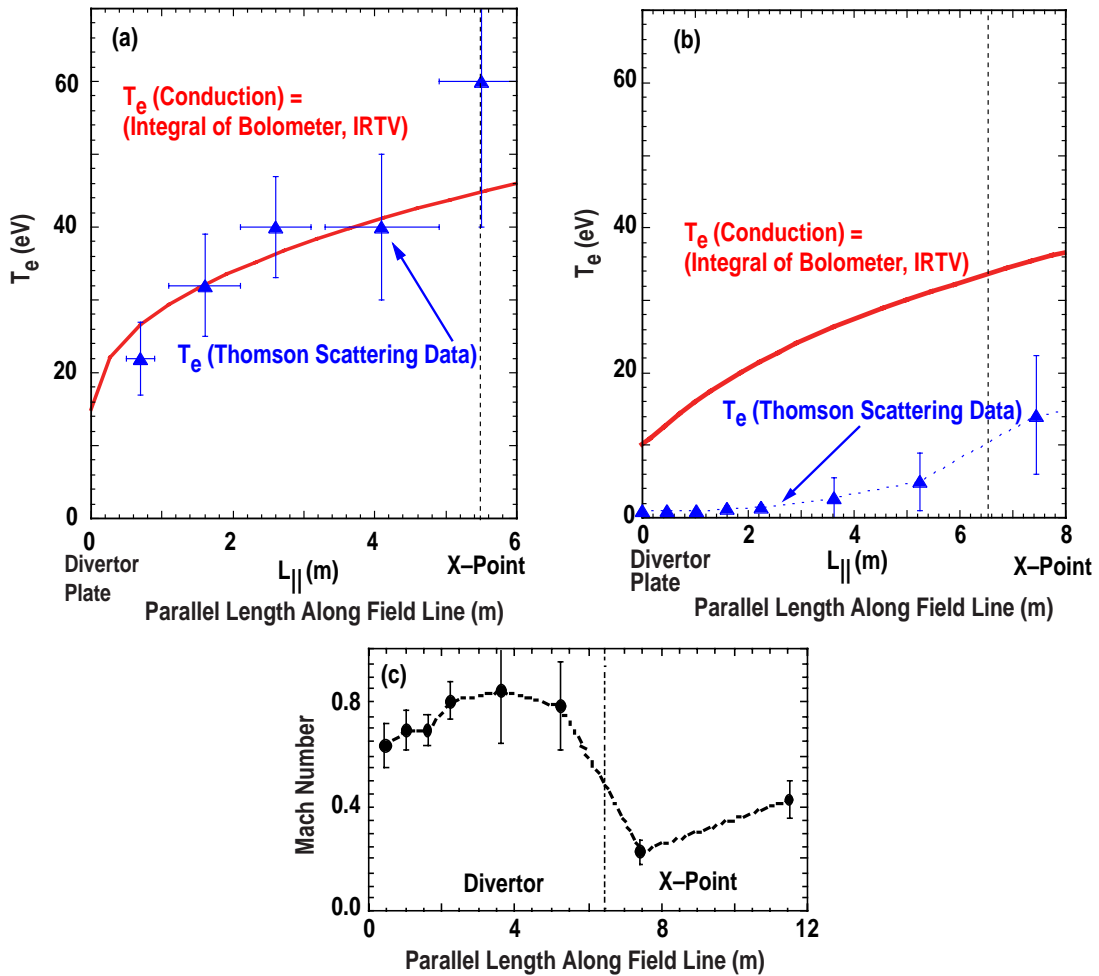 (a)
60
T_e (Conduction) =
(Integral of Bolometer, IRTV)
T_e (eV)
40
20
T_e (Thomson Scattering Data)
0
0 2 4 6
Divertor
Plate
L_||(m)
X–Point
Parallel Length Along Field Line (m)
(b)
60
T_e (eV)
40
T_e (Conduction) =
(Integral of Bolometer, IRTV)
20
T_e (Thomson Scattering Data)
0
0 2 4 6 8
Divertor
Plate
L_||(m)
X–Point
Parallel Length Along Field Line (m)
(c)
0.8
Mach Number
0.4
Divertor
X–Point
0.0
0 4 8 12
Parallel Length Along Field Line (m)